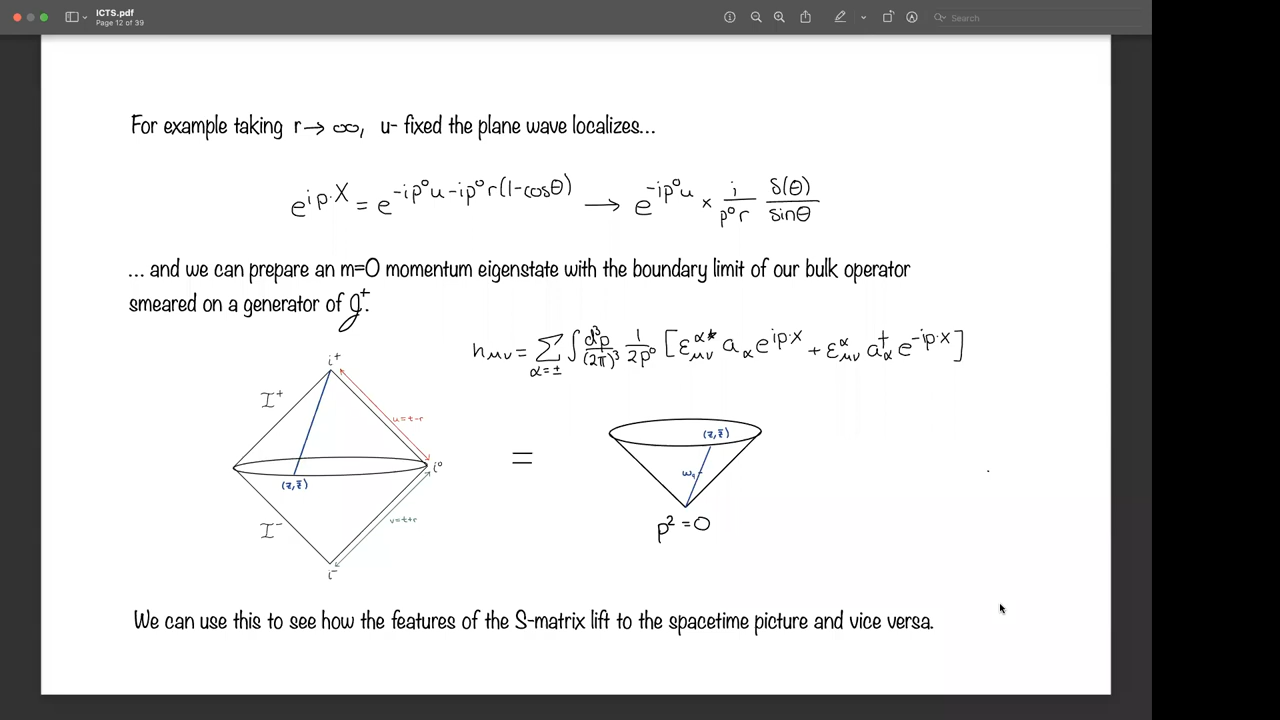 ICTS.pdf
Page 12 of 39
Search
For example taking r→ ∞, u- fixed the plane wave localizes...
e^{ip·X} = e^{-ip⁰u-ip⁰r(1-cosθ)} → e^{-ip⁰u} × i/(p⁰r) δ(θ)/sinθ
... and we can prepare an m=0 momentum eigenstate with the boundary limit of our bulk operator
smeared on a generator of 𝒥⁺.
h_{μν} = Σ_{α=±} ∫ d³p/(2π)³ 1/(2p⁰) [ε^{α*}_{μν} a_α e^{ip·X} + ε^{α}_{μν} a†_α e^{-ip·X}]
i⁺
I⁺
u=t-r
i⁰
(z,z̄)
I⁻
v=t+r
i⁻
=
(z,z̄)
ω
p²=0
We can use this to see how the features of the S-matrix lift to the spacetime picture and vice versa.